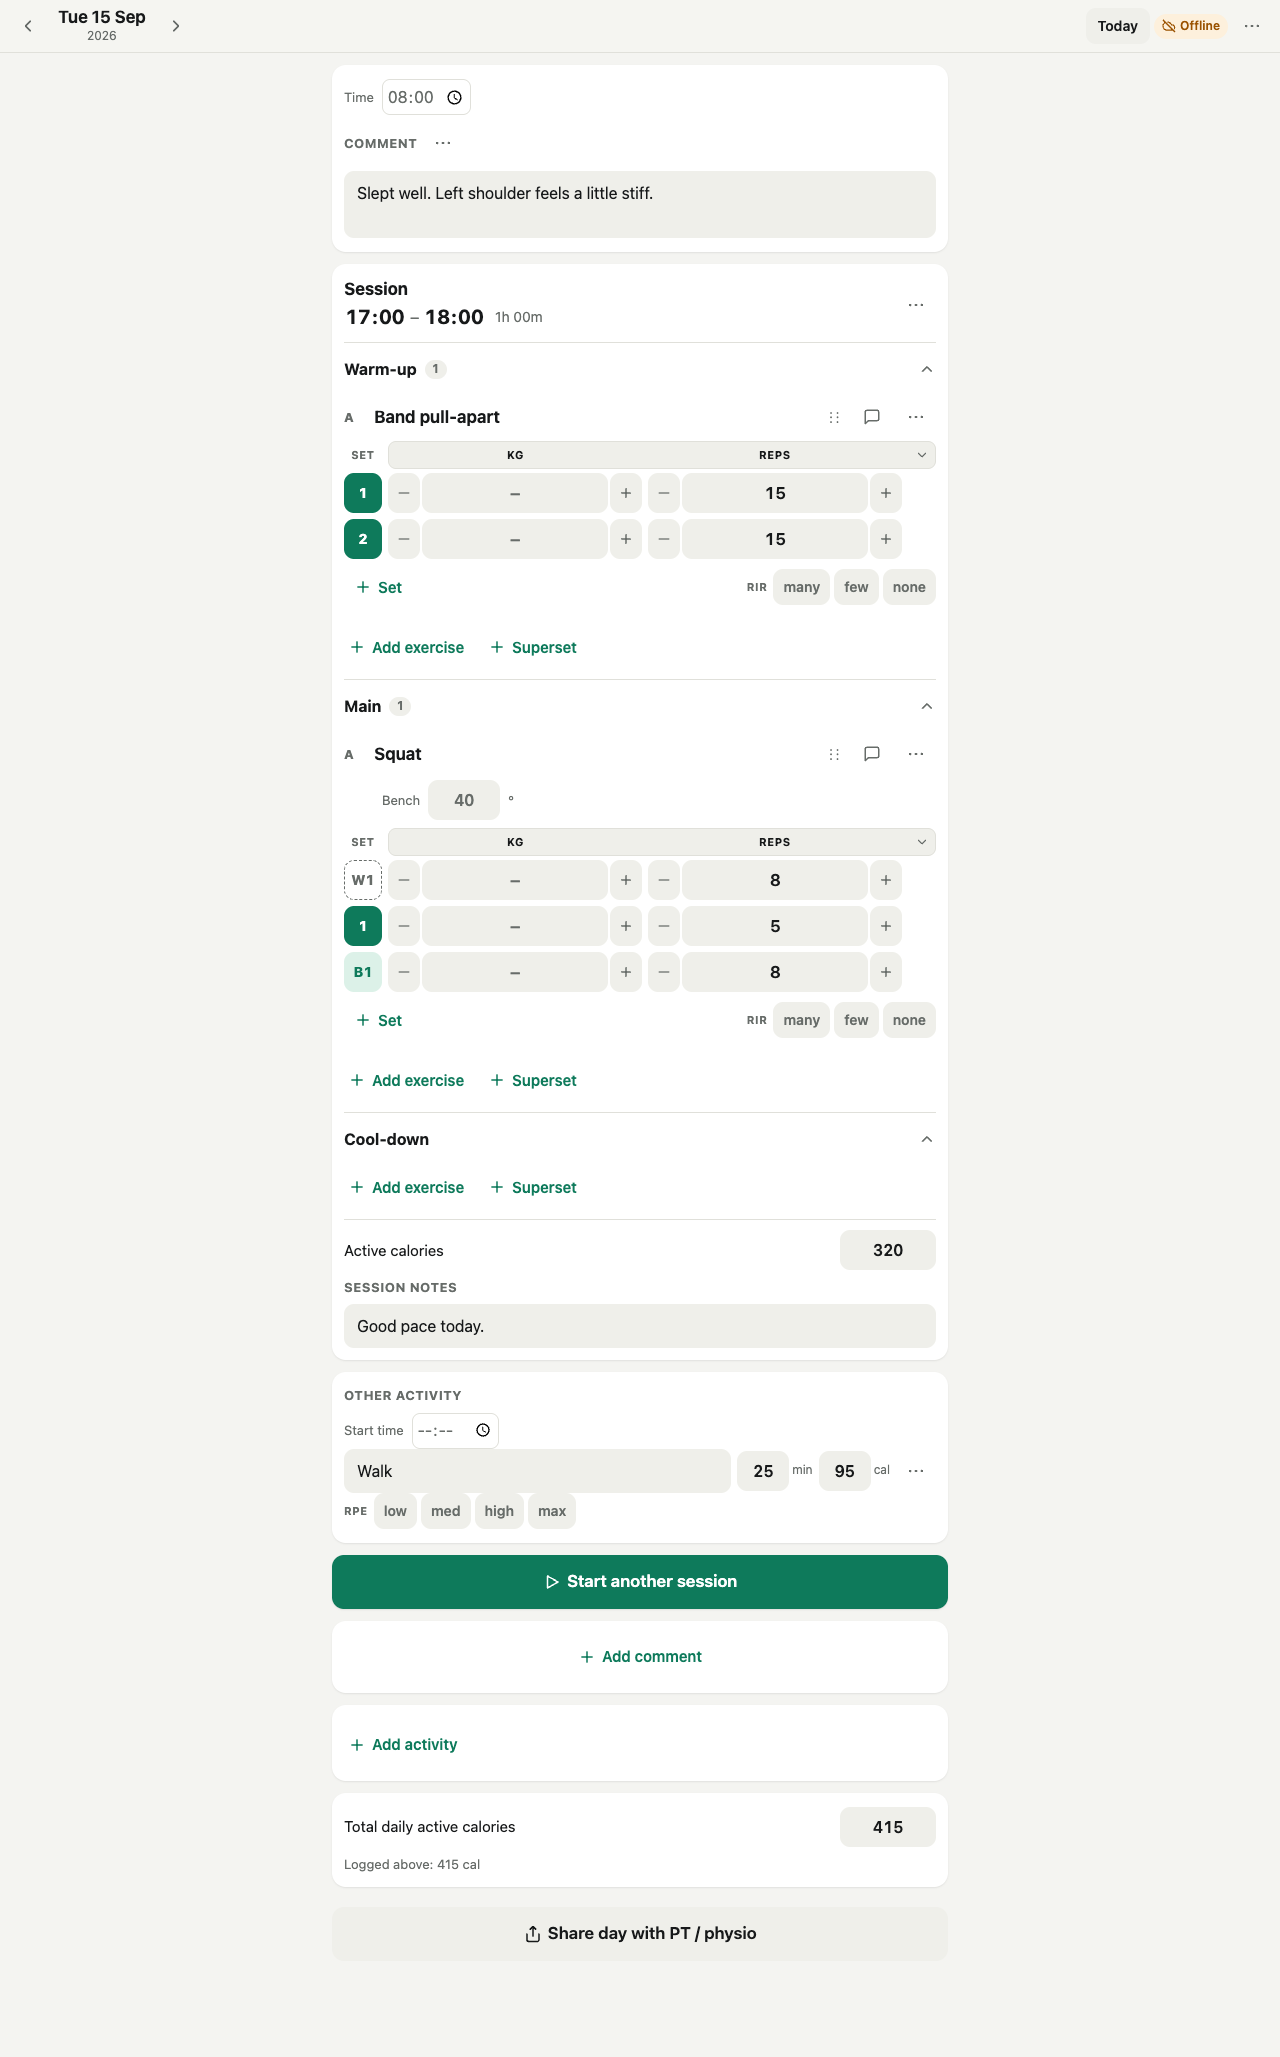 Tue 15 Sep
2026
Today
Offline
Time 08:00
COMMENT
Slept well. Left shoulder feels a little stiff.
Session
17:00 – 18:00 1h 00m
Warm-up 1
A Band pull-apart
SET KG REPS
1 – 15
2 – 15
+ Set RIR many few none
+ Add exercise + Superset
Main 1
A Squat
Bench 40 °
SET KG REPS
W1 – 8
1 – 5
B1 – 8
+ Set RIR many few none
+ Add exercise + Superset
Cool-down
+ Add exercise + Superset
Active calories 320
SESSION NOTES
Good pace today.
OTHER ACTIVITY
Start time --:--
Walk 25 min 95 cal
RPE low med high max
Start another session
+ Add comment
+ Add activity
Total daily active calories 415
Logged above: 415 cal
Share day with PT / physio